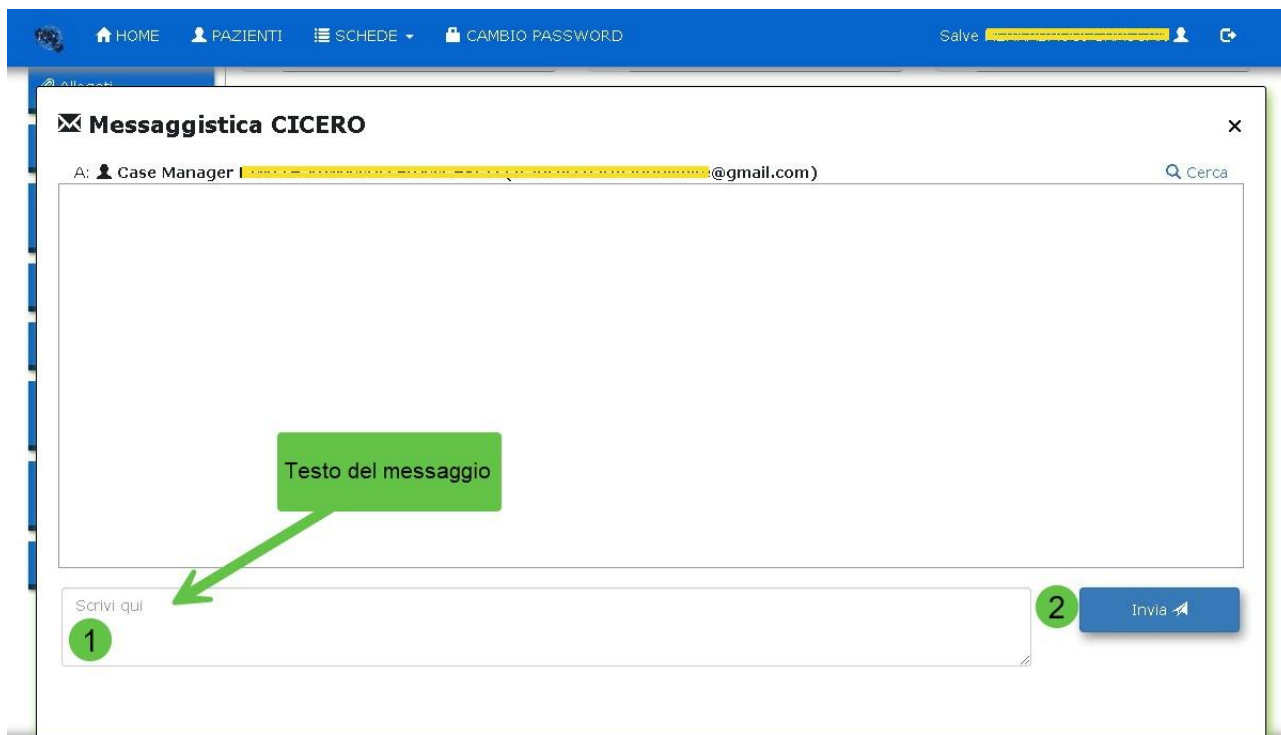 HOME PAZIENTI SCHEDE CAMBIO PASSWORD Salve
Allegati
Messaggistica CICERO ×
A: Case Manager @gmail.com) Cerca
Testo del messaggio
Scrivi qui
1
2 Invia